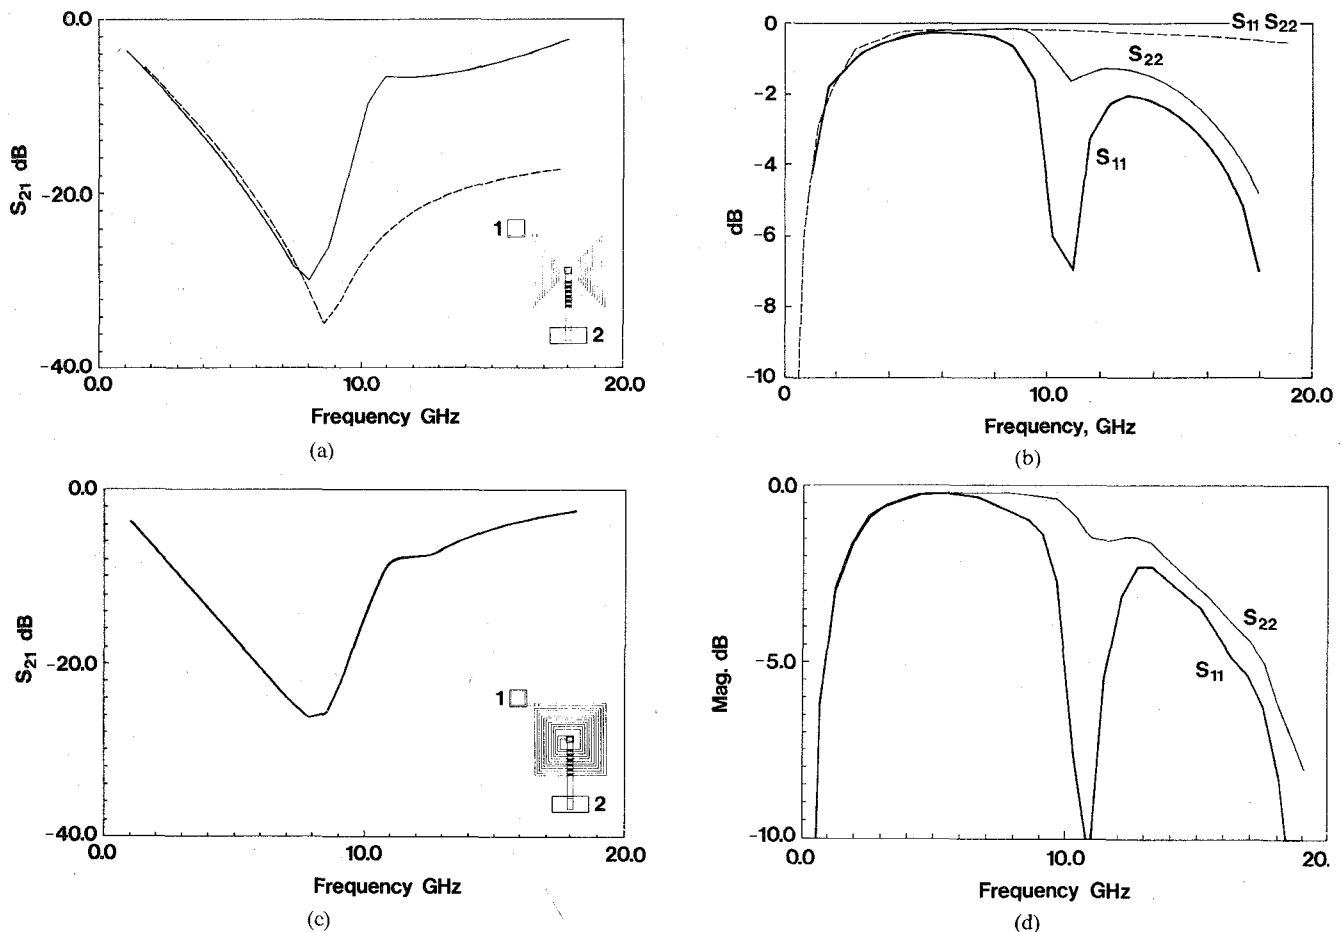 0.0
S21 dB
-20.0
-40.0
0.0 10.0 20.0
1
2
Frequency GHz
(a)
0
-2
-4
dB
-6
-8
-10
0 10.0 20.0
S11 S22
S22
S11
Frequency, GHz
(b)
0.0
S21 dB
-20.0
-40.0
0.0 10.0 20.0
1
2
Frequency GHz
(c)
0.0
Mag. dB
-5.0
-10.0
0.0 10.0 20.
S22
S11
Frequency GHz
(d)